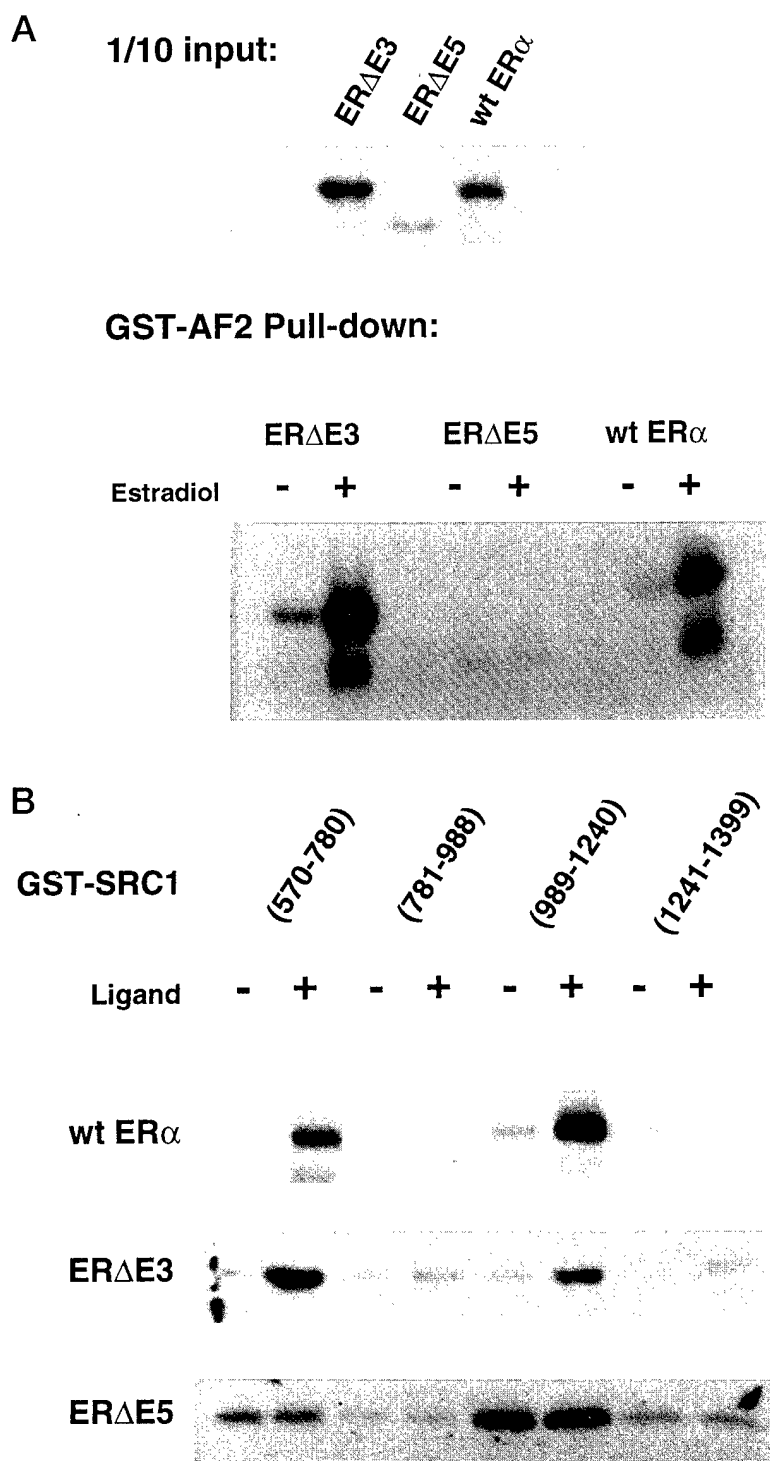 A
1/10 input:
ERΔE3 ERΔE5 wt ERα
GST-AF2 Pull-down:
ERΔE3 ERΔE5 wt ERα
Estradiol - + - + - +
B
GST-SRC1 (570-780) (781-988) (989-1240) (1241-1399)
Ligand - + - + - + - +
wt ERα
ERΔE3
ERΔE5